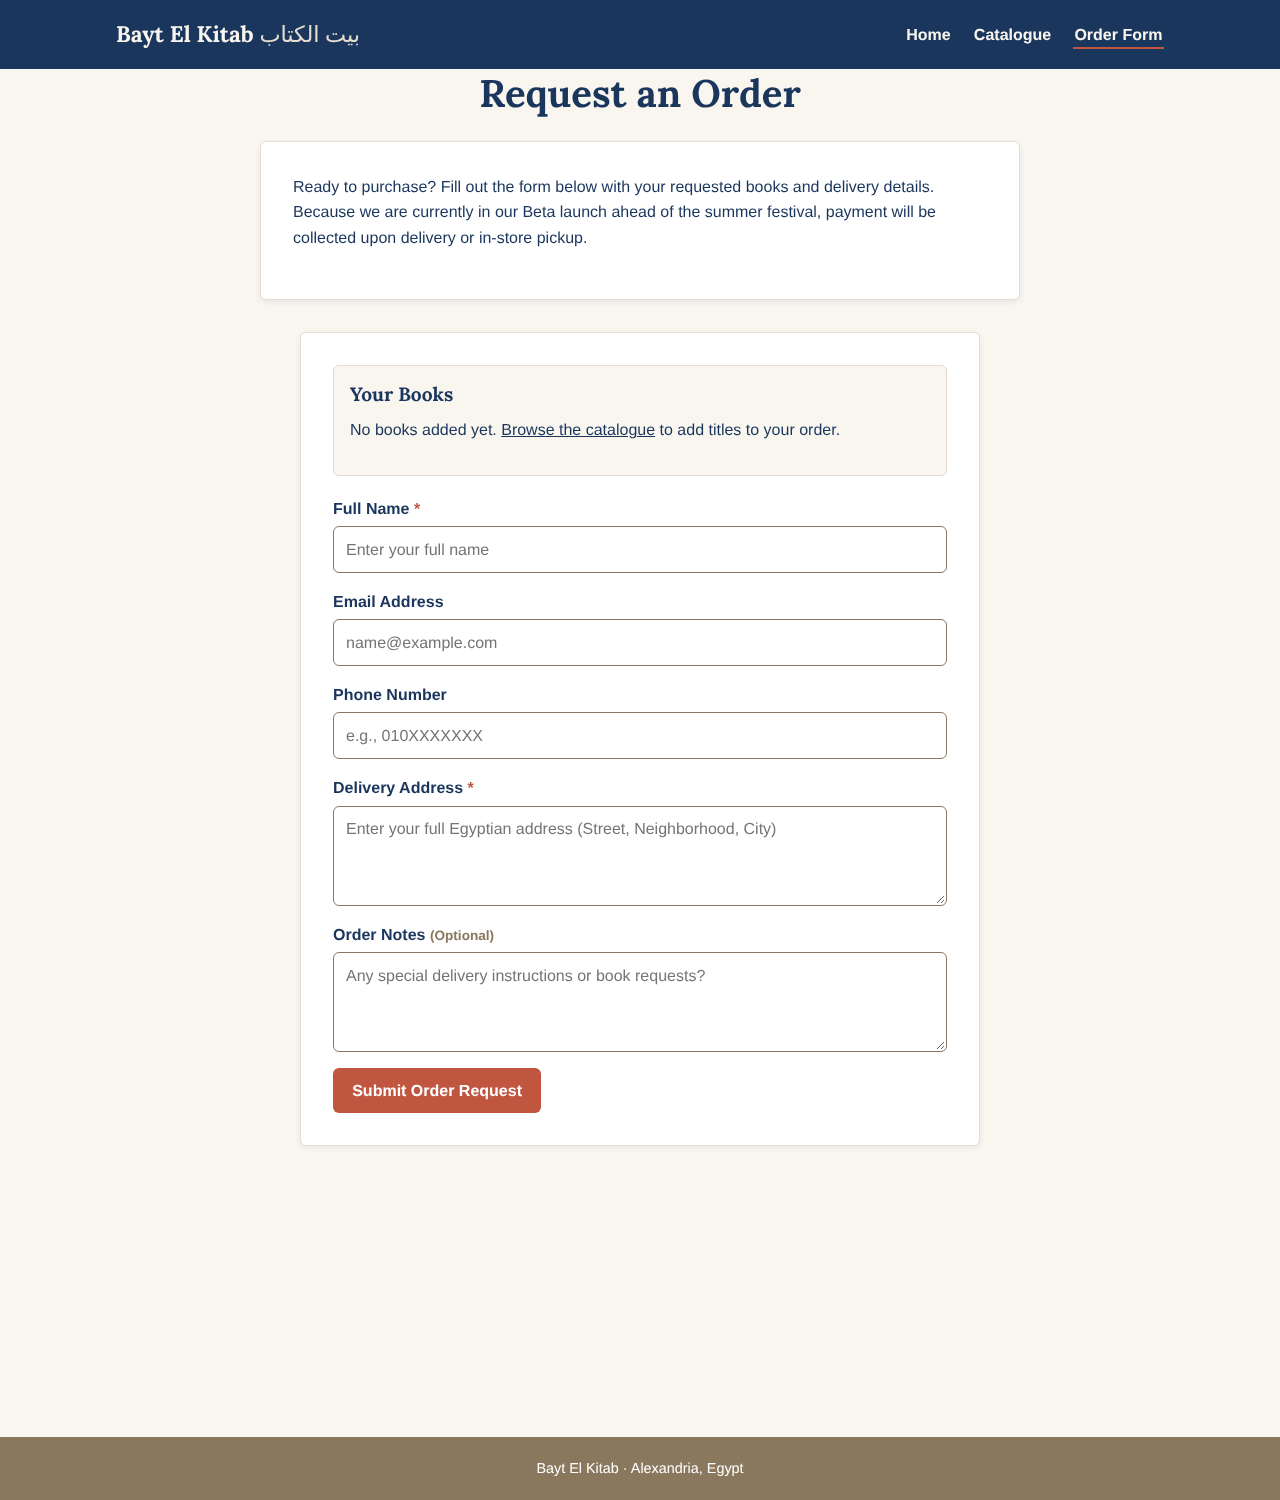 Bayt El Kitab بيت الكتاب
Home Catalogue Order Form
Request an Order
Ready to purchase? Fill out the form below with your requested books and delivery details.
Because we are currently in our Beta launch ahead of the summer festival, payment will be
collected upon delivery or in-store pickup.
Your Books
No books added yet. Browse the catalogue to add titles to your order.
Full Name *
Enter your full name
Email Address
name@example.com
Phone Number
e.g., 010XXXXXXX
Delivery Address *
Enter your full Egyptian address (Street, Neighborhood, City)
Order Notes (Optional)
Any special delivery instructions or book requests?
Submit Order Request
Bayt El Kitab · Alexandria, Egypt